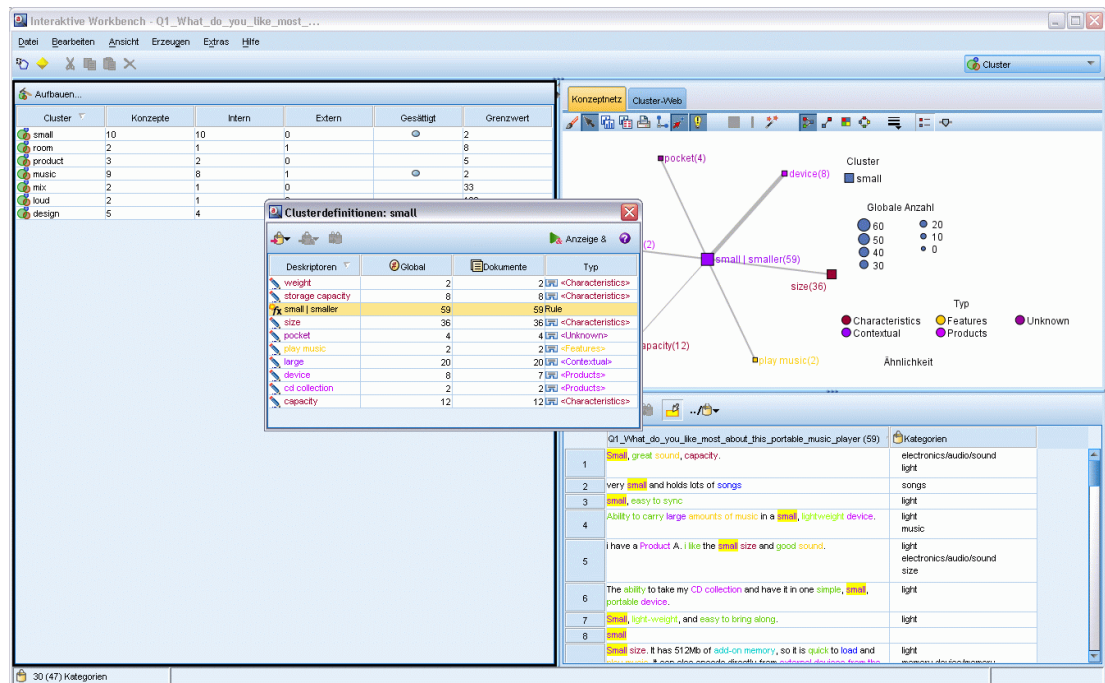 Interaktive Workbench - Q1_What_do_you_like_most_...
Datei Bearbeiten Ansicht Erzeugen Extras Hilfe
Cluster
Aufbauen...
Cluster Konzepte Intern Extern Gesättigt Grenzwert
small 10 10 0 2
room 2 1 1 8
product 3 2 0 5
music 9 8 1 2
mix 2 1 0 33
loud 2 1
design 5 4
Konzeptnetz Cluster-Web
pocket(4)
device(8)
(2)
small | smaller(59)
size(36)
apacity(12)
play music(2)
Cluster
small
Globale Anzahl
60 20
50 10
40 0
30
Typ
Characteristics Features Unknown
Contextual Products
Ähnlichkeit
Clusterdefinitionen: small
Anzeige &
Deskriptoren Global Dokumente Typ
weight 2 2 <Characteristics>
storage capacity 8 8 <Characteristics>
fx small | smaller 59 59 Rule
size 36 36 <Characteristics>
pocket 4 4 <Unknown>
play music 2 2 <Features>
large 20 20 <Contextual>
device 8 7 <Products>
cd collection 2 2 <Products>
capacity 12 12 <Characteristics>
Q1_What_do_you_like_most_about_this_portable_music_player (59) Kategorien
1 Small, great sound, capacity. electronics/audio/sound
light
2 very small and holds lots of songs songs
3 small, easy to sync light
4 Ability to carry large amounts of music in a small, lightweight device. light
music
5 i have a Product A. i like the small size and good sound. light
electronics/audio/sound
size
6 The ability to take my CD collection and have it in one simple, small, light
portable device.
7 Small, light-weight, and easy to bring along. light
8 small
Small size. It has 512Mb of add-on memory, so it is quick to load and light
30 (47) Kategorien